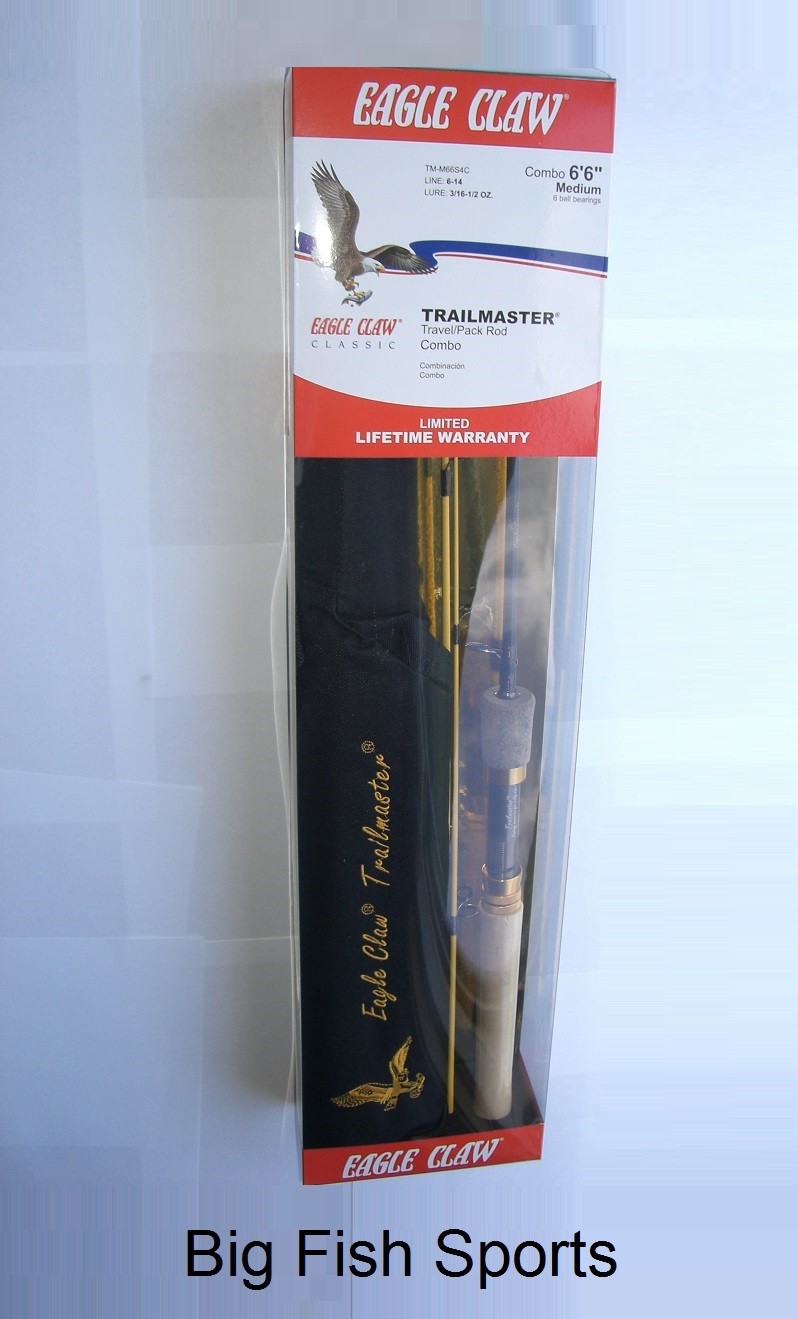 EAGLE CLAW®
TM-M66S4C
LINE: 6-14
LURE: 3/16-1/2 OZ.
Combo 6'6"
Medium
6 ball bearings
EAGLE CLAW®
CLASSIC
TRAILMASTER®
Travel/Pack Rod
Combo
Combinación
Combo
LIMITED
LIFETIME WARRANTY
Eagle Claw® Trailmaster®
EAGLE CLAW®
Big Fish Sports